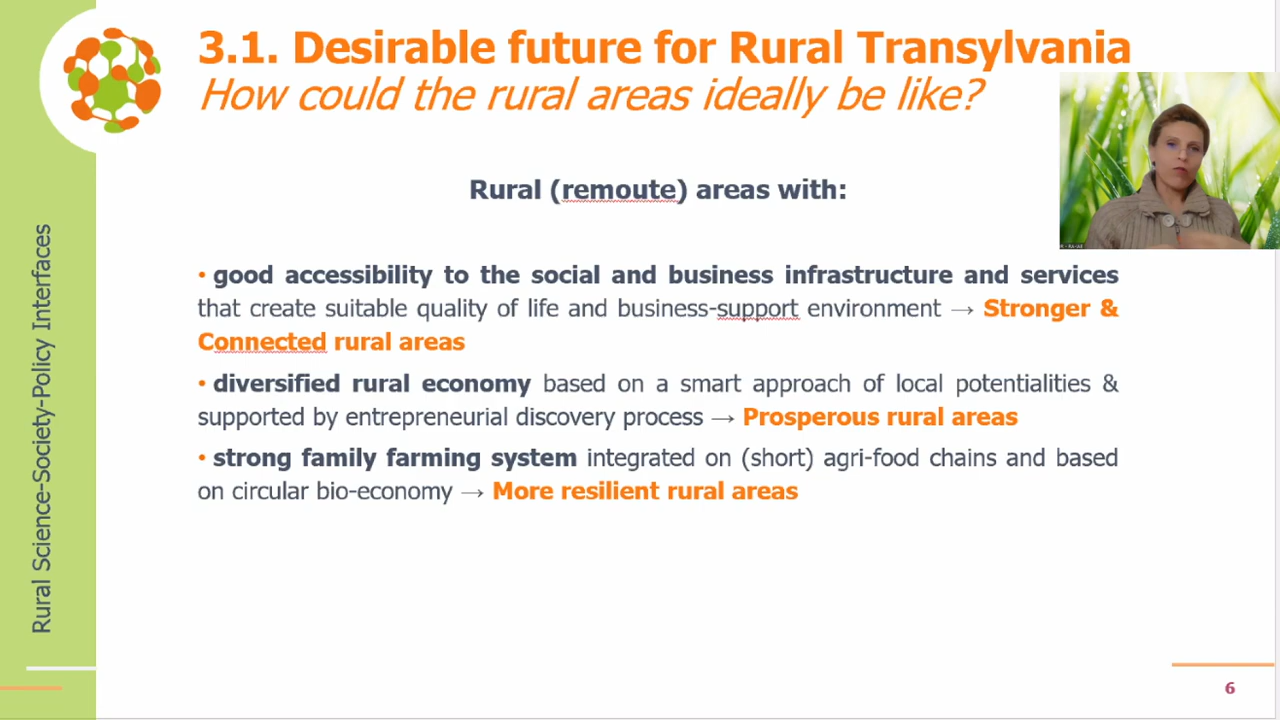 3.1. Desirable future for Rural Transylvania
How could the rural areas ideally be like?
Rural (remoute) areas with:
• good accessibility to the social and business infrastructure and services
that create suitable quality of life and business-support environment → Stronger &
Connected rural areas
• diversified rural economy based on a smart approach of local potentialities &
supported by entrepreneurial discovery process → Prosperous rural areas
• strong family farming system integrated on (short) agri-food chains and based
on circular bio-economy → More resilient rural areas
Rural Science-Society-Policy Interfaces
6